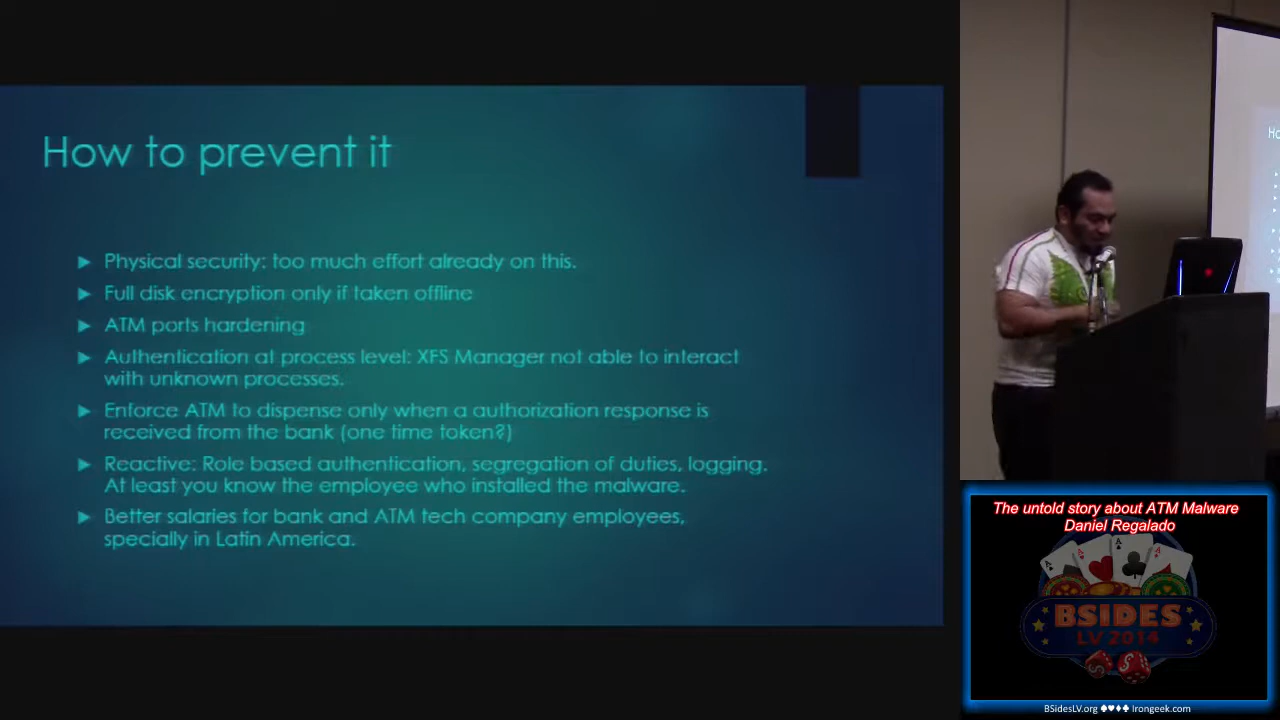 How to prevent it
Physical security: too much effort already on this.
Full disk encryption only if taken offline
ATM ports hardening
Authentication at process level: XFS Manager not able to interact
with unknown processes.
Enforce ATM to dispense only when a authorization response is
received from the bank (one time token?)
Reactive: Role based authentication, segregation of duties, logging.
At least you know the employee who installed the malware.
Better salaries for bank and ATM tech company employees,
specially in Latin America.
Ho
The untold story about ATM Malware
Daniel Regalado
BSIDES
LV 2014
BSidesLV.org ♠♥♦♣ Irongeek.com